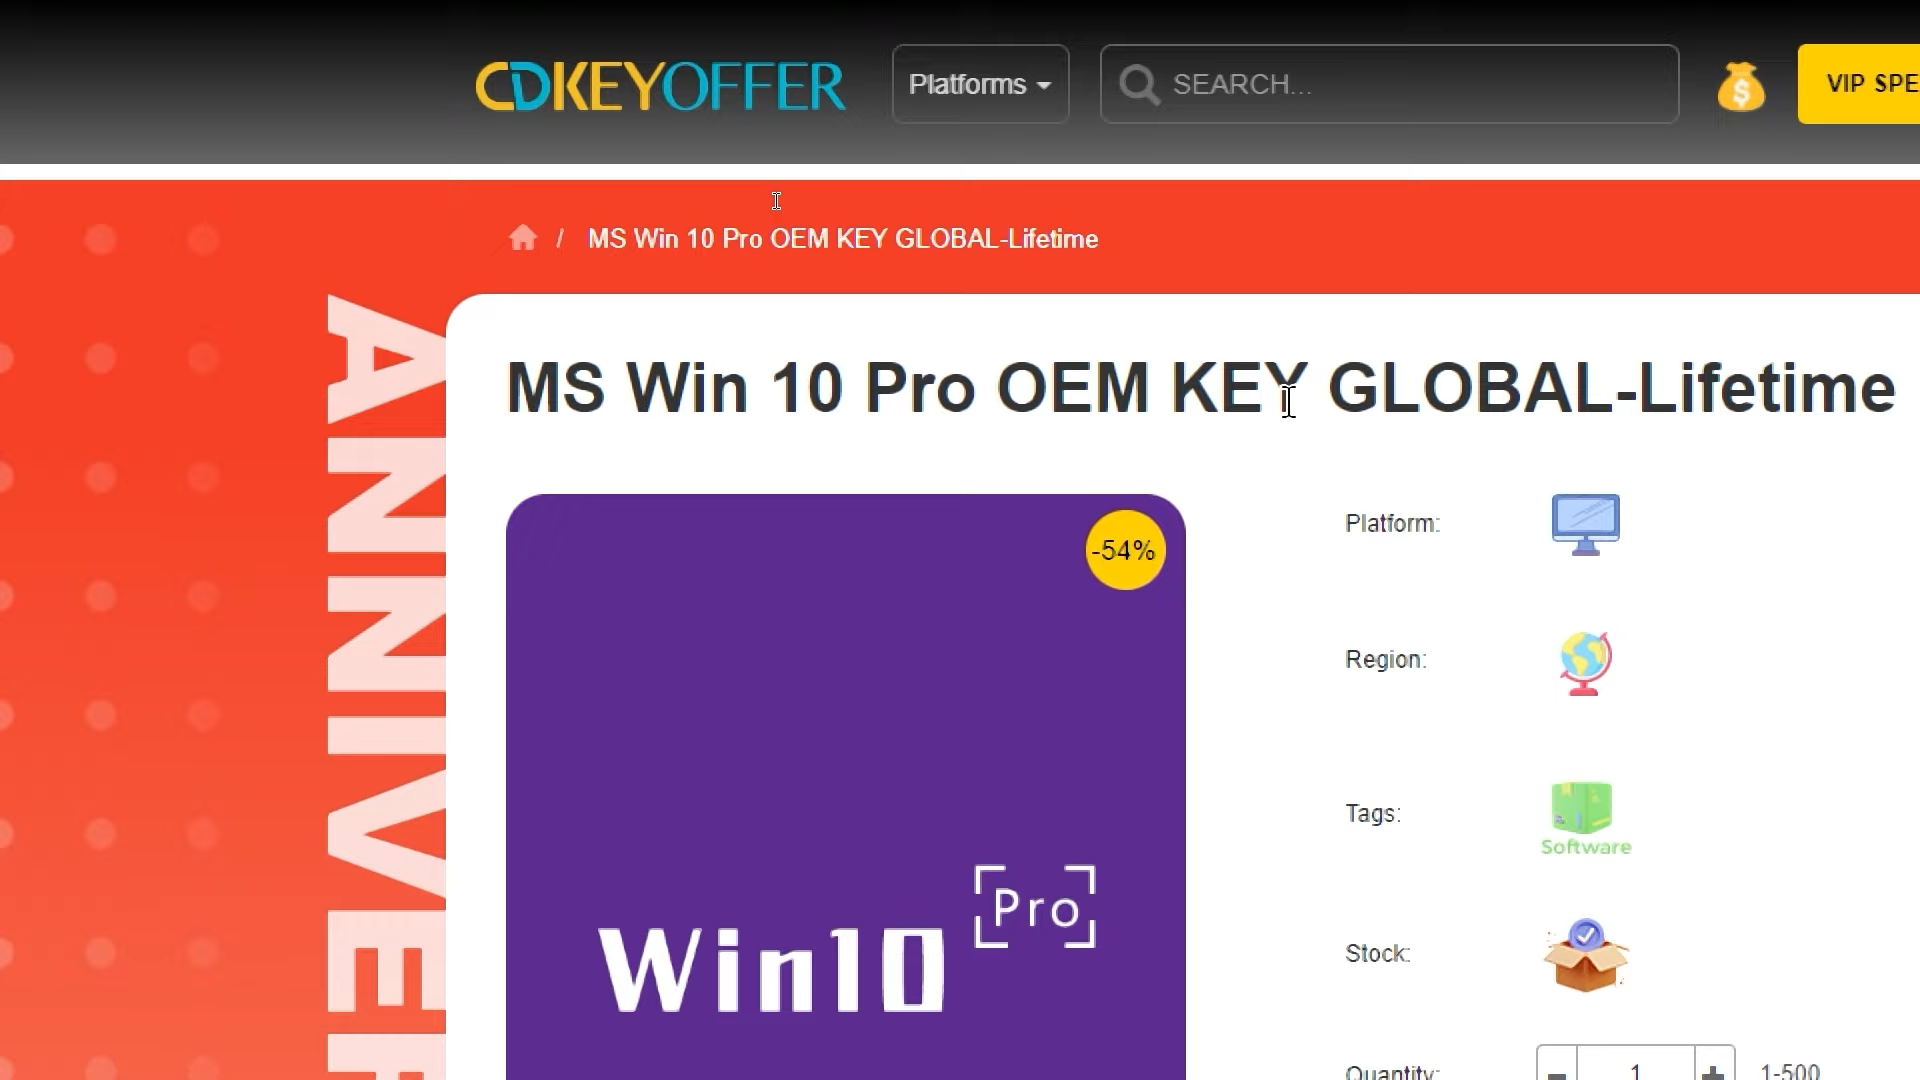 CDKEYOFFER
Platforms
SEARCH...
$
VIP SPE
/ MS Win 10 Pro OEM KEY GLOBAL-Lifetime
ANNIVER
MS Win 10 Pro OEM KEY GLOBAL-Lifetime
-54%
Platform:
Region:
Tags:
Software
Pro
Win10
Stock:
Quantity:
- 1 + 1-500